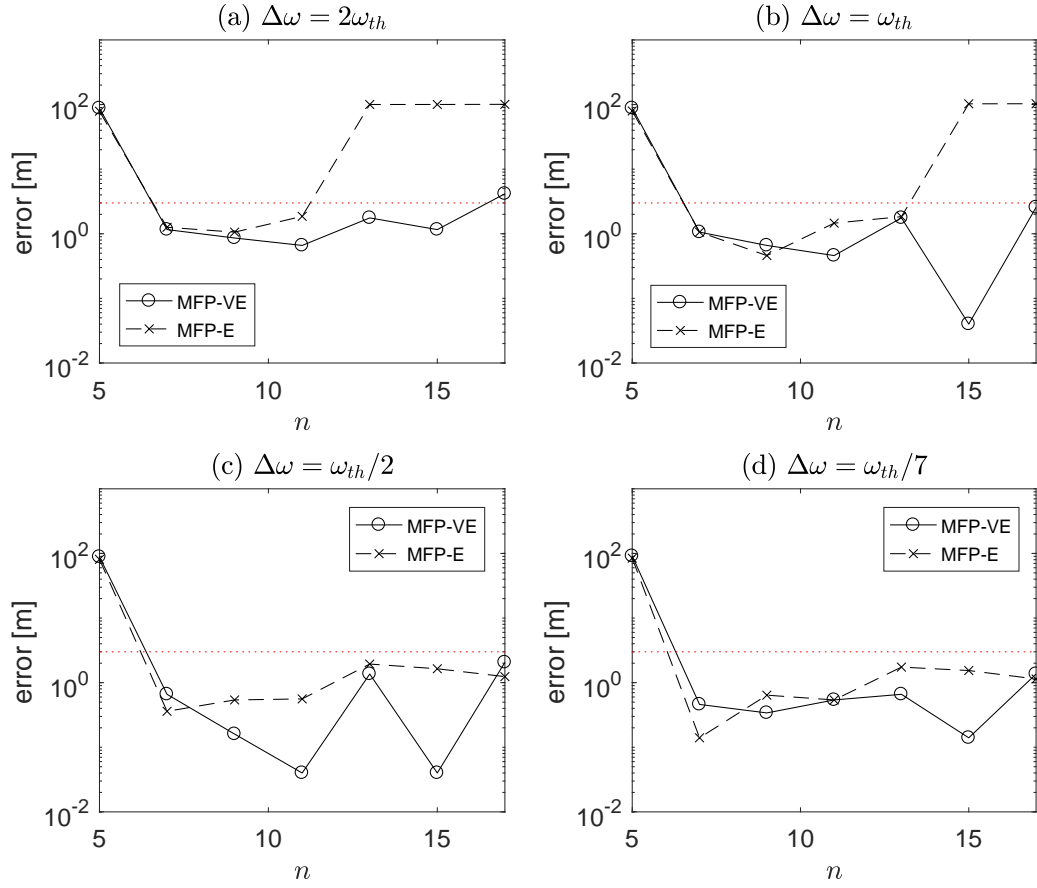 (a) Δω = 2ω_th
error [m]
10^2
10^0
10^-2
MFP-VE
MFP-E
5
10
15
n
(b) Δω = ω_th
error [m]
10^2
10^0
10^-2
MFP-VE
MFP-E
5
10
15
n
(c) Δω = ω_th/2
error [m]
10^2
10^0
10^-2
MFP-VE
MFP-E
5
10
15
n
(d) Δω = ω_th/7
error [m]
10^2
10^0
10^-2
MFP-VE
MFP-E
5
10
15
n